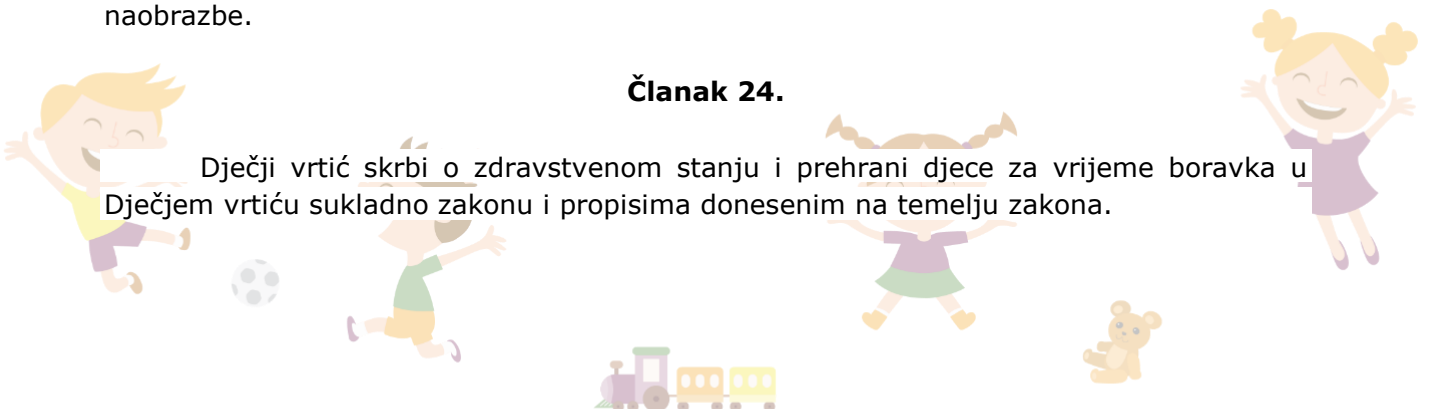 naobrazbe.
Članak 24.
Dječji vrtić skrbi o zdravstvenom stanju i prehrani djece za vrijeme boravka u
Dječjem vrtiću sukladno zakonu i propisima donesenim na temelju zakona.